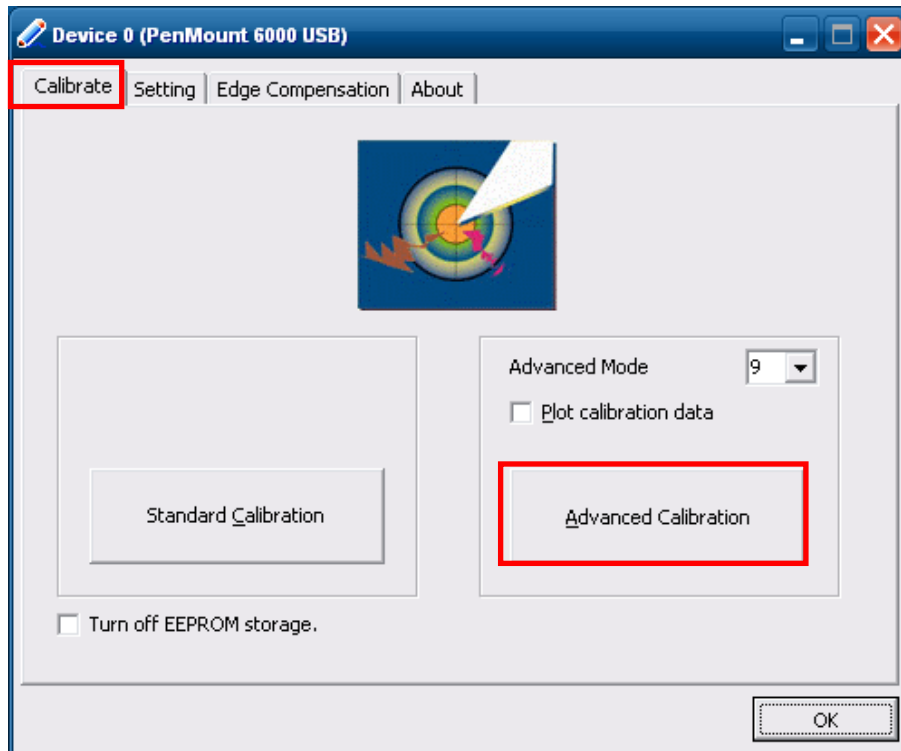 Device 0 (PenMount 6000 USB)
Calibrate Setting Edge Compensation About
Advanced Mode 9
Plot calibration data
Standard Calibration Advanced Calibration
Turn off EEPROM storage.
OK